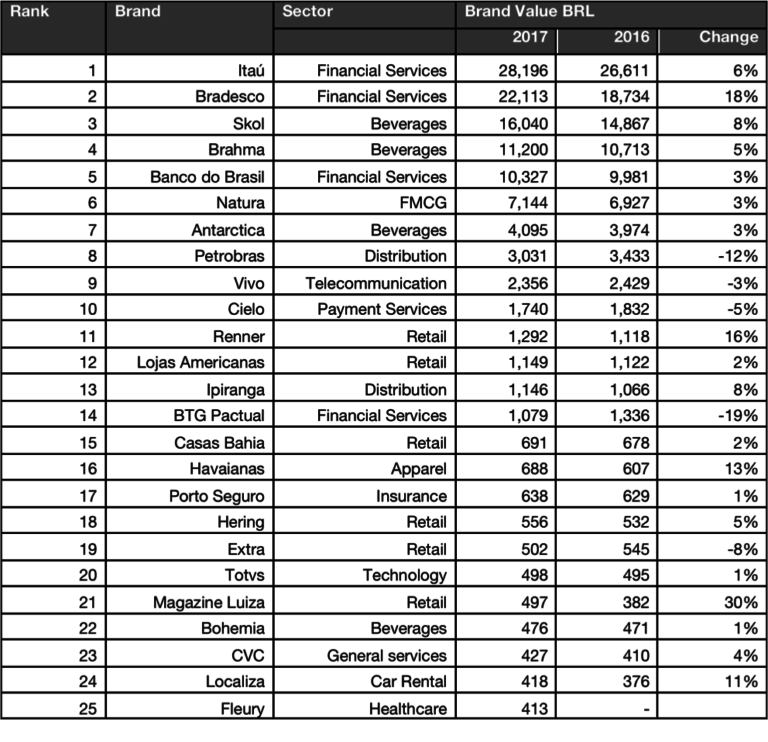 Rank Brand Sector Brand Value BRL
2017 2016 Change
1 Itaú Financial Services 28,196 26,611 6%
2 Bradesco Financial Services 22,113 18,734 18%
3 Skol Beverages 16,040 14,867 8%
4 Brahma Beverages 11,200 10,713 5%
5 Banco do Brasil Financial Services 10,327 9,981 3%
6 Natura FMCG 7,144 6,927 3%
7 Antarctica Beverages 4,095 3,974 3%
8 Petrobras Distribution 3,031 3,433 -12%
9 Vivo Telecommunication 2,356 2,429 -3%
10 Cielo Payment Services 1,740 1,832 -5%
11 Renner Retail 1,292 1,118 16%
12 Lojas Americanas Retail 1,149 1,122 2%
13 Ipiranga Distribution 1,146 1,066 8%
14 BTG Pactual Financial Services 1,079 1,336 -19%
15 Casas Bahia Retail 691 678 2%
16 Havaianas Apparel 688 607 13%
17 Porto Seguro Insurance 638 629 1%
18 Hering Retail 556 532 5%
19 Extra Retail 502 545 -8%
20 Totvs Technology 498 495 1%
21 Magazine Luiza Retail 497 382 30%
22 Bohemia Beverages 476 471 1%
23 CVC General services 427 410 4%
24 Localiza Car Rental 418 376 11%
25 Fleury Healthcare 413 -